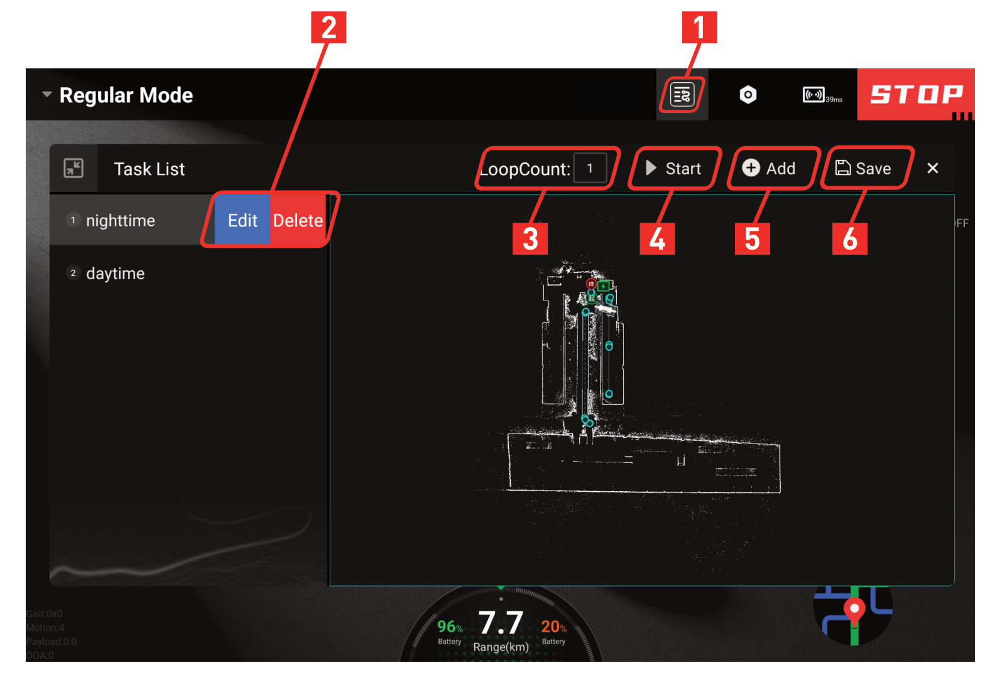 2
1
Regular Mode
39ms
STOP
Task List
LoopCount: 1
Start
Add
Save
1 nighttime
Edit
Delete
3
4
5
6
FF
2 daytime
终
起
Gait:0x0
Motion:4
Payload:0.0
OOA:0
96%
Battery
7.7
Range(km)
20%
Battery